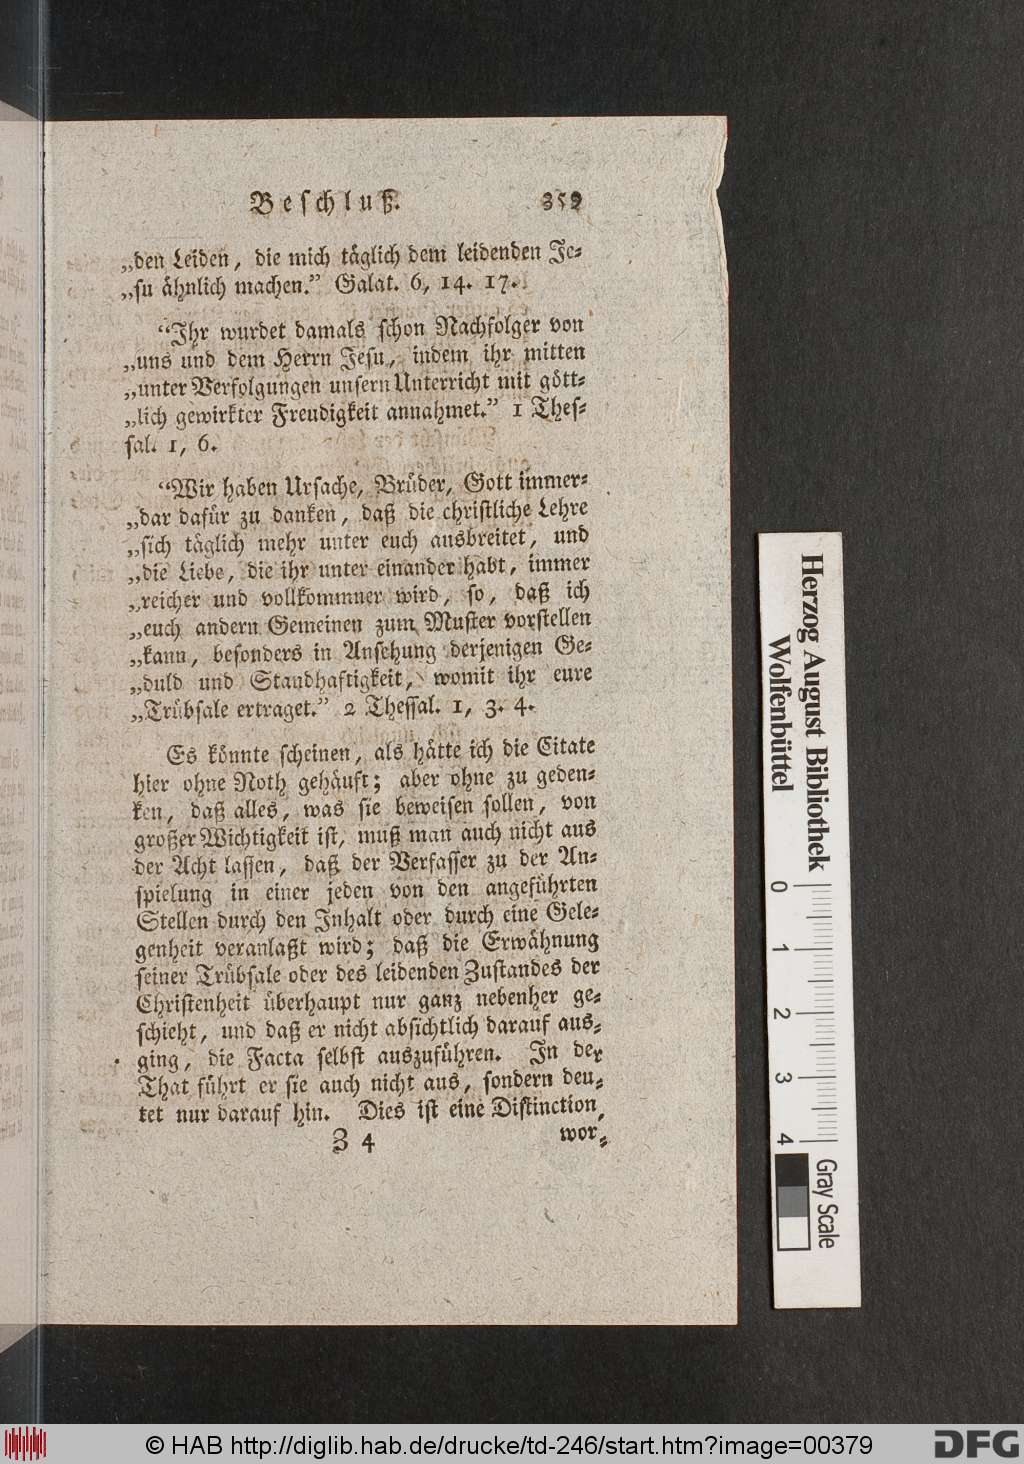 Beschluß. 359
„den Leiden, die mich täglich dem leidenden Je-
„su ähnlich machen.” Galat. 6, 14. 17.
“Ihr wurdet damals schon Nachfolger von
„uns und dem Herrn Jesu, indem ihr mitten
„unter Verfolgungen unsern Unterricht mit gött-
„lich gewirkter Freudigkeit annahmet.” 1 Thes-
sal. 1, 6.
“Wir haben Ursache, Brüder, Gott immer-
„dar dafür zu danken, daß die christliche Lehre
„sich täglich mehr unter euch ausbreitet, und
„die Liebe, die ihr unter einander habt, immer
„reicher und vollkommner wird, so, daß ich
„euch andern Gemeinen zum Muster vorstellen
„kann, besonders in Ansehung derjenigen Ge-
„duld und Standhaftigkeit, womit ihr eure
„Trübsale ertraget.” 2 Thessal. 1, 3. 4.
Es könnte scheinen, als hätte ich die Citate
hier ohne Noth gehäuft; aber ohne zu geden-
ken, daß alles, was sie beweisen sollen, von
großer Wichtigkeit ist, muß man auch nicht aus
der Acht lassen, daß der Verfasser zu der An-
spielung in einer jeden von den angeführten
Stellen durch den Inhalt oder durch eine Gele-
genheit veranlaßt wird; daß die Erwähnung
seiner Trübsale oder des leidenden Zustandes der
Christenheit überhaupt nur ganz nebenher ge-
schieht, und daß er nicht absichtlich darauf aus-
ging, die Facta selbst auszuführen. In der
That führt er sie auch nicht aus, sondern deu-
tet nur darauf hin. Dies ist eine Distinction,
Z 4 wor-
Herzog August Bibliothek
Wolfenbüttel
0 1 2 3 4
Gray Scale
© HAB http://diglib.hab.de/drucke/td-246/start.htm?image=00379
DFG